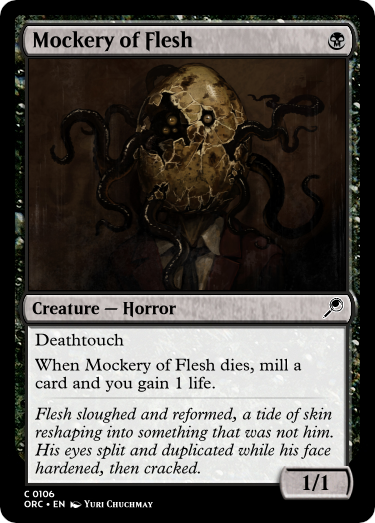 Mockery of Flesh
Creature — Horror
Deathtouch
When Mockery of Flesh dies, mill a
card and you gain 1 life.
Flesh sloughed and reformed, a tide of skin
reshaping into something that was not him.
His eyes split and duplicated while his face
hardened, then cracked.
1/1
C 0106
ORC • EN Yuri Chuchmay